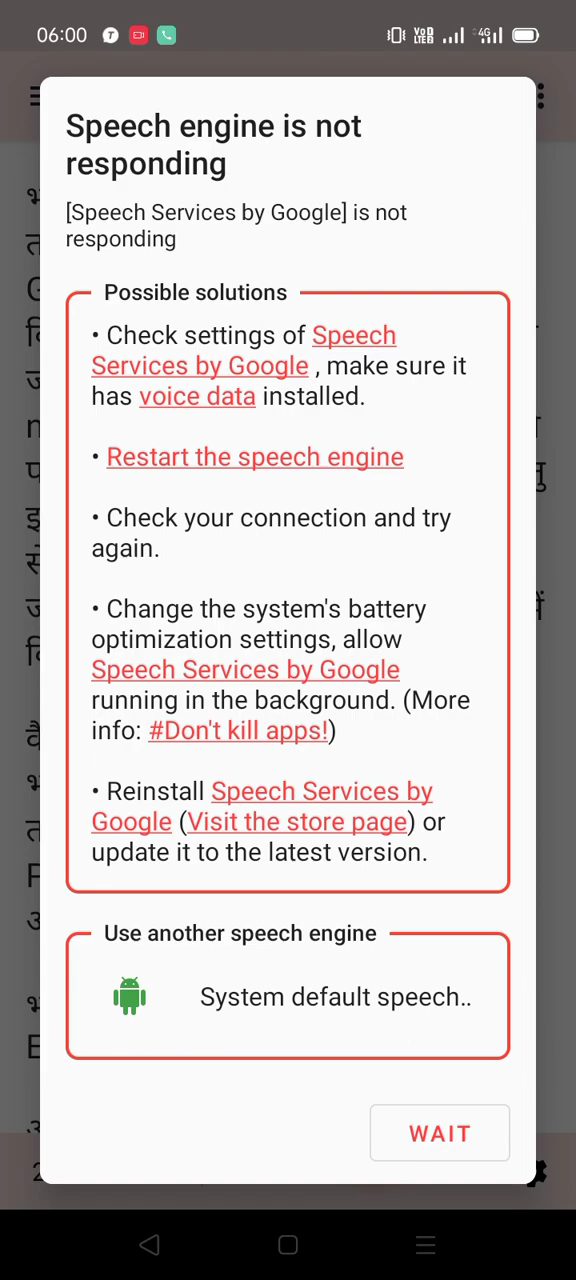 06:00
VoD
LTE2
4G
Speech engine is not
responding
[Speech Services by Google] is not
responding
Possible solutions
• Check settings of Speech
Services by Google , make sure it
has voice data installed.
• Restart the speech engine
• Check your connection and try
again.
• Change the system's battery
optimization settings, allow
Speech Services by Google
running in the background. (More
info: #Don't kill apps!)
• Reinstall Speech Services by
Google (Visit the store page) or
update it to the latest version.
Use another speech engine
System default speech..
WAIT